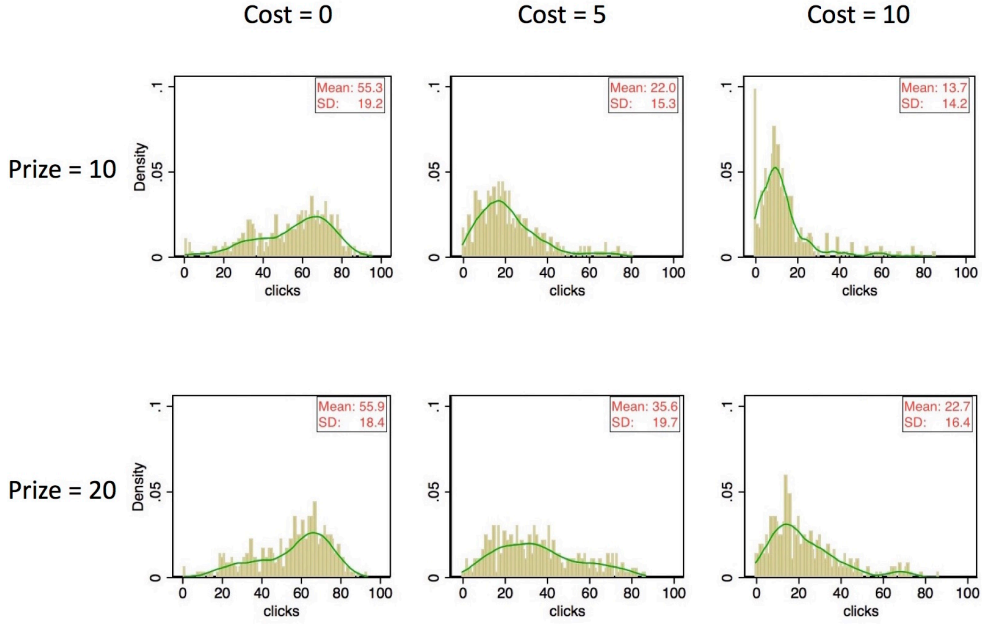 Cost = 0 Cost = 5 Cost = 10
Prize = 10
Mean: 55.3
SD: 19.2
Density
.1
.05
0
0 20 40 60 80 100
clicks
Mean: 22.0
SD: 15.3
.1
.05
0
0 20 40 60 80 100
clicks
Mean: 13.7
SD: 14.2
.1
.05
0
0 20 40 60 80 100
clicks
Prize = 20
Mean: 55.9
SD: 18.4
Density
.1
.05
0
0 20 40 60 80 100
clicks
Mean: 35.6
SD: 19.7
.1
.05
0
0 20 40 60 80 100
clicks
Mean: 22.7
SD: 16.4
.1
.05
0
0 20 40 60 80 100
clicks